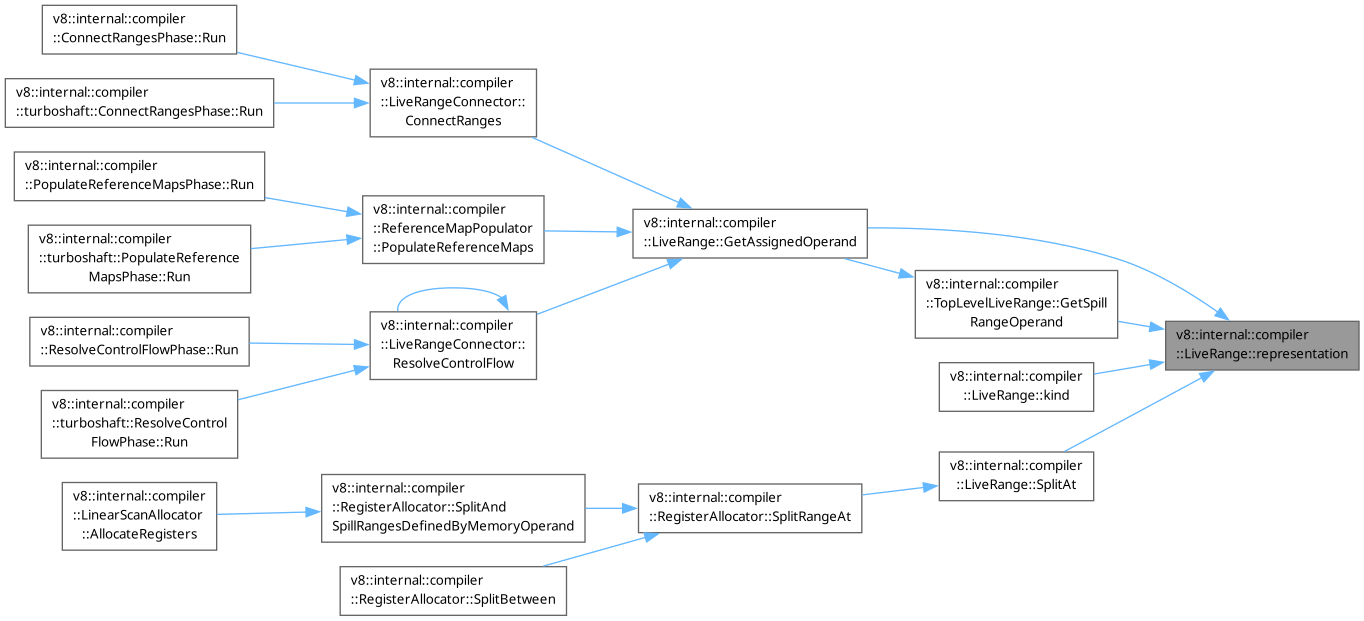 v8::internal::compiler
::ConnectRangesPhase::Run
v8::internal::compiler
::turboshaft::ConnectRangesPhase::Run
v8::internal::compiler
::PopulateReferenceMapsPhase::Run
v8::internal::compiler
::turboshaft::PopulateReference
MapsPhase::Run
v8::internal::compiler
::ResolveControlFlowPhase::Run
v8::internal::compiler
::turboshaft::ResolveControl
FlowPhase::Run
v8::internal::compiler
::LinearScanAllocator
::AllocateRegisters
v8::internal::compiler
::LiveRangeConnector::
ConnectRanges
v8::internal::compiler
::ReferenceMapPopulator
::PopulateReferenceMaps
v8::internal::compiler
::LiveRangeConnector::
ResolveControlFlow
v8::internal::compiler
::RegisterAllocator::SplitAnd
SpillRangesDefinedByMemoryOperand
v8::internal::compiler
::RegisterAllocator::SplitBetween
v8::internal::compiler
::LiveRange::GetAssignedOperand
v8::internal::compiler
::RegisterAllocator::SplitRangeAt
v8::internal::compiler
::TopLevelLiveRange::GetSpill
RangeOperand
v8::internal::compiler
::LiveRange::kind
v8::internal::compiler
::LiveRange::SplitAt
v8::internal::compiler
::LiveRange::representation